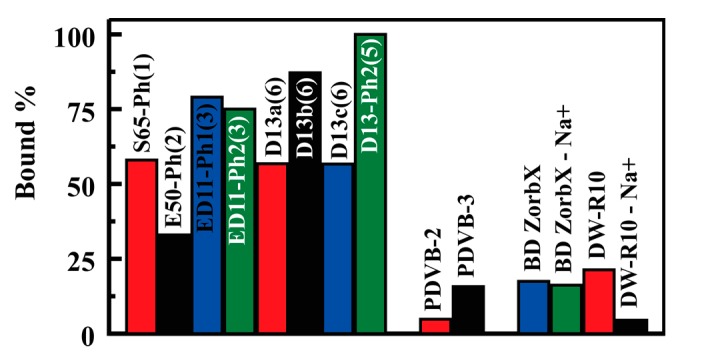 Bound %
100
75
50
25
0
S65-Ph(1)
E50-Ph(2)
ED11-Ph1(3)
ED11-Ph2(3)
D13a(6)
D13b(6)
D13c(6)
D13-Ph2(5)
PDVB-2
PDVB-3
BD ZorbX
BD ZorbX - Na+
DW-R10
DW-R10 - Na+